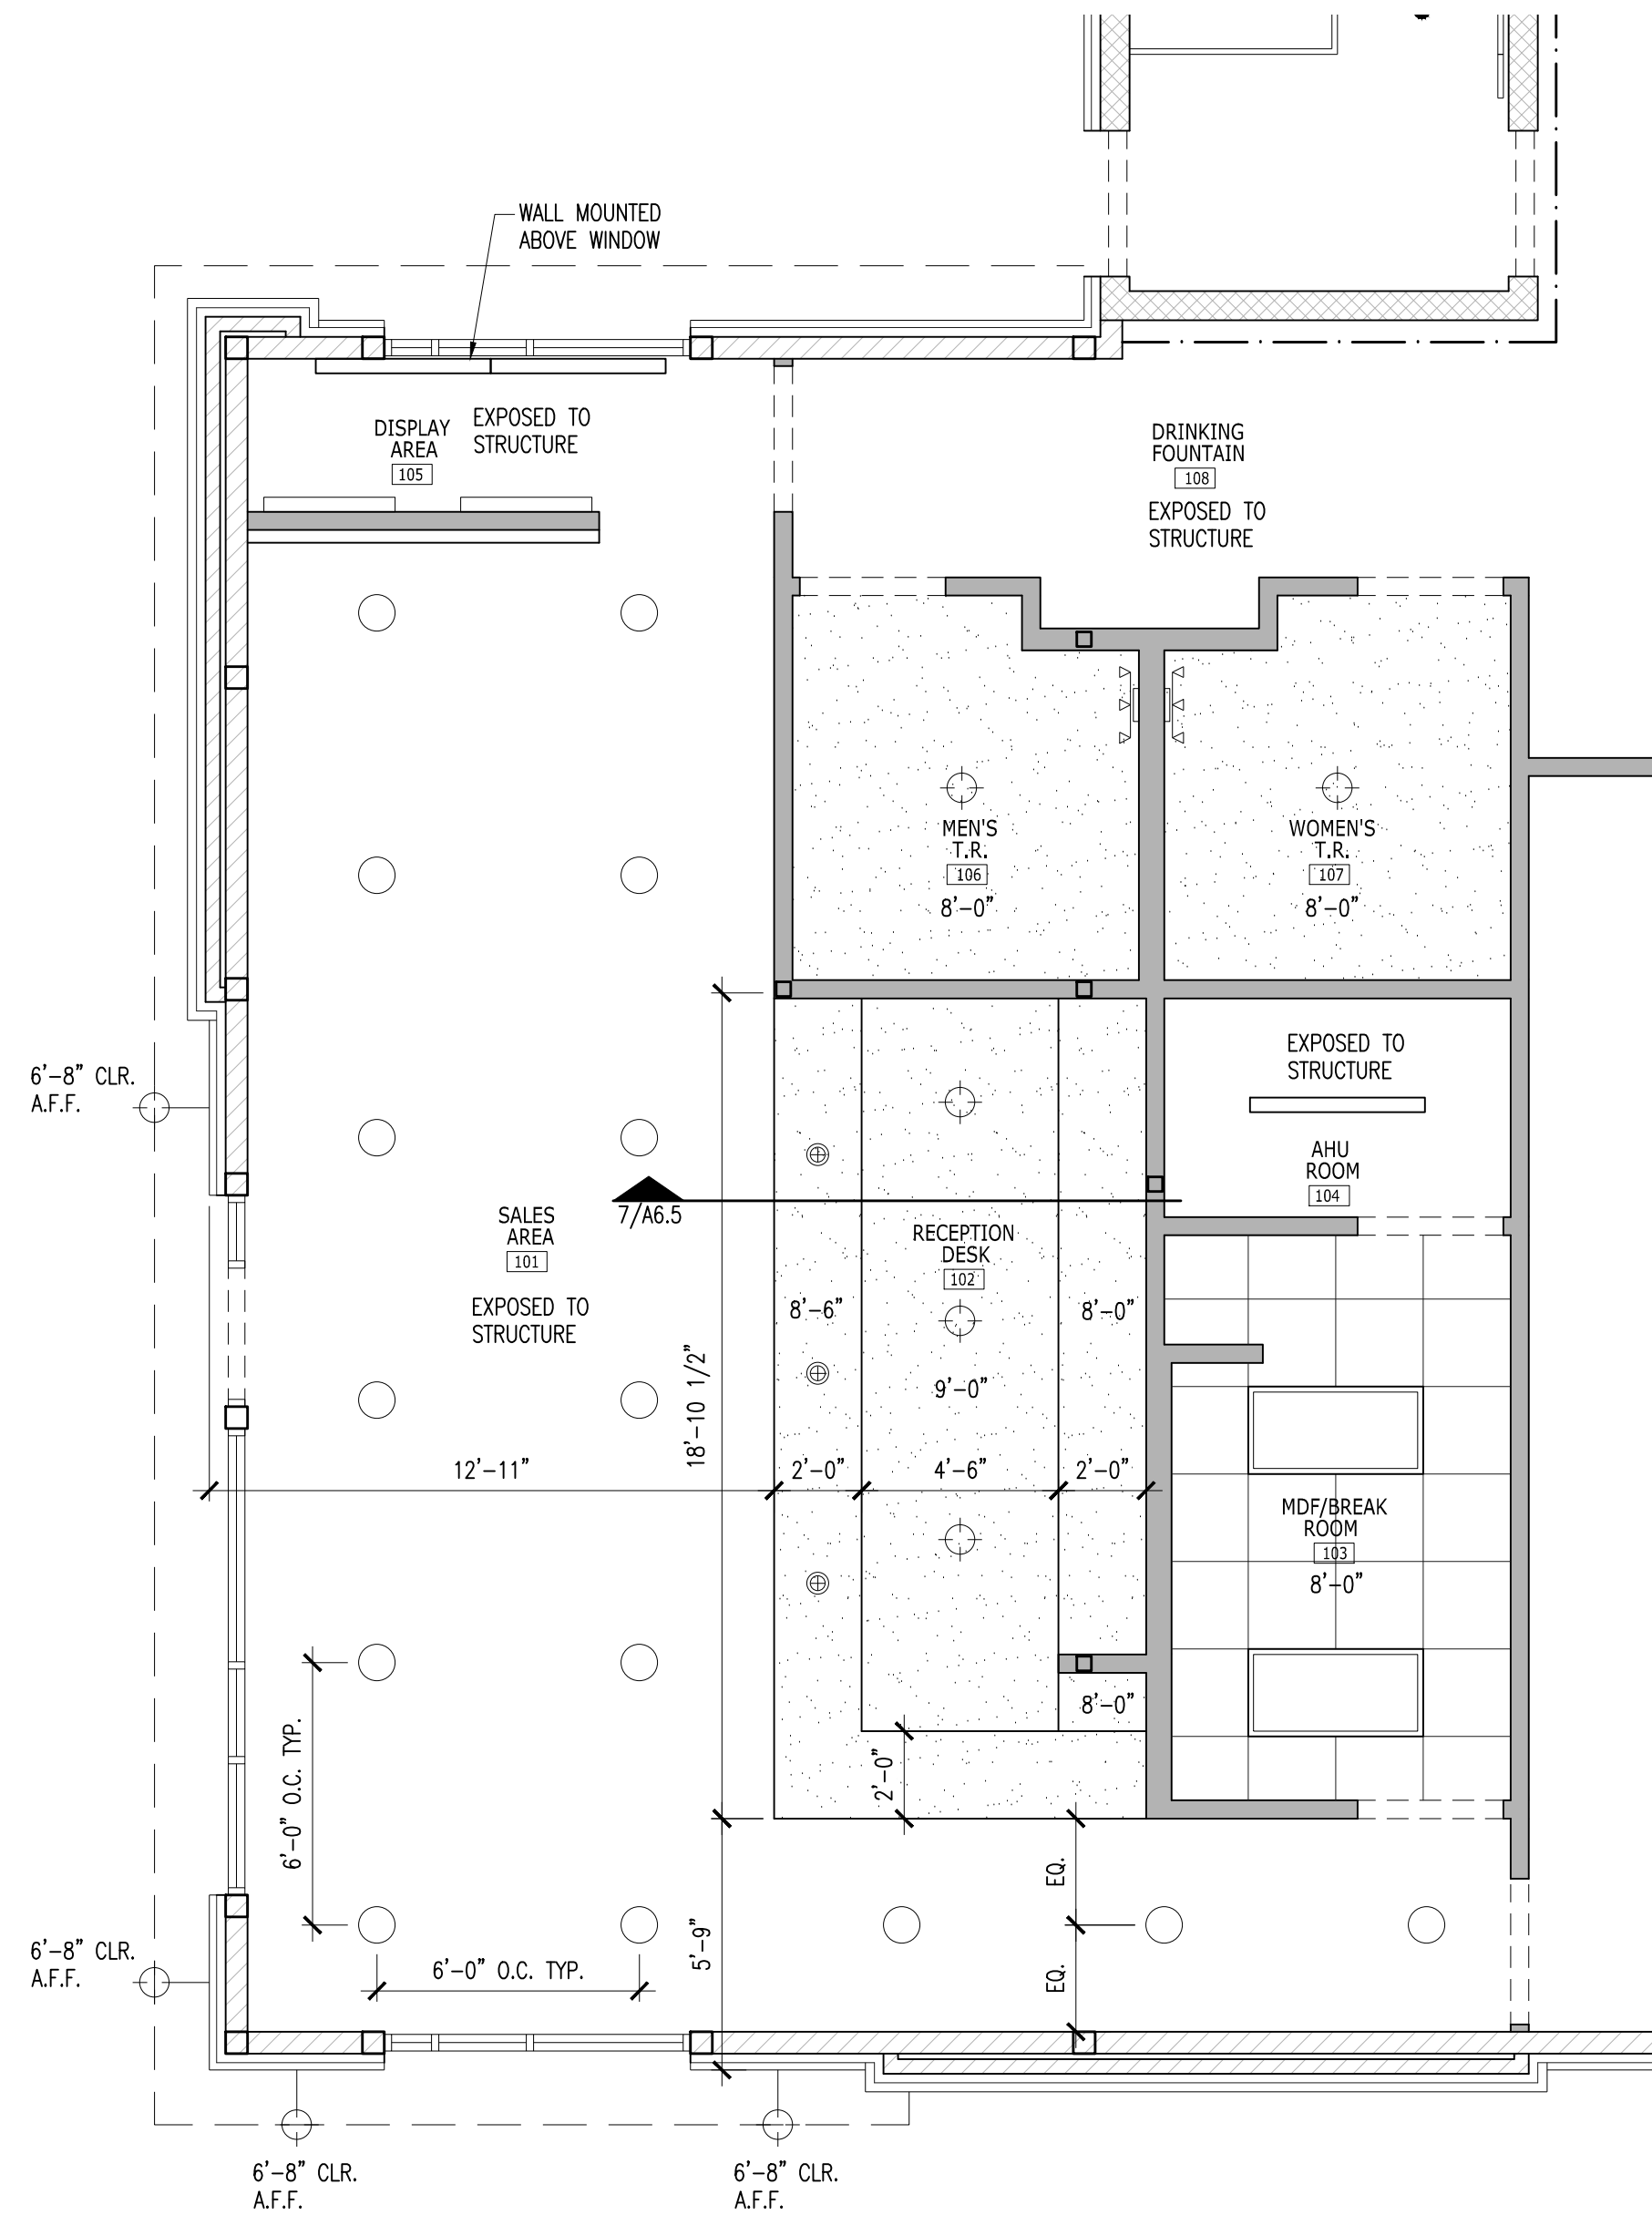 WALL MOUNTED
ABOVE WINDOW
DISPLAY
AREA
105
EXPOSED TO
STRUCTURE
DRINKING
FOUNTAIN
108
EXPOSED TO
STRUCTURE
MEN'S
T.R.
106
8'-0"
WOMEN'S
T.R.
107
8'-0"
6'-8" CLR.
A.F.F.
EXPOSED TO
STRUCTURE
AHU
ROOM
104
7/A6.5
SALES
AREA
101
EXPOSED TO
STRUCTURE
RECEPTION
DESK
102
8'-6"
8'-0"
9'-0"
18'-10 1/2"
12'-11"
2'-0"
4'-6"
2'-0"
MDF/BREAK
ROOM
103
8'-0"
8'-0"
2'-0"
6'-0" O.C. TYP.
EQ.
5'-9"
EQ.
6'-0" O.C. TYP.
6'-8" CLR.
A.F.F.
6'-8" CLR.
A.F.F.
6'-8" CLR.
A.F.F.